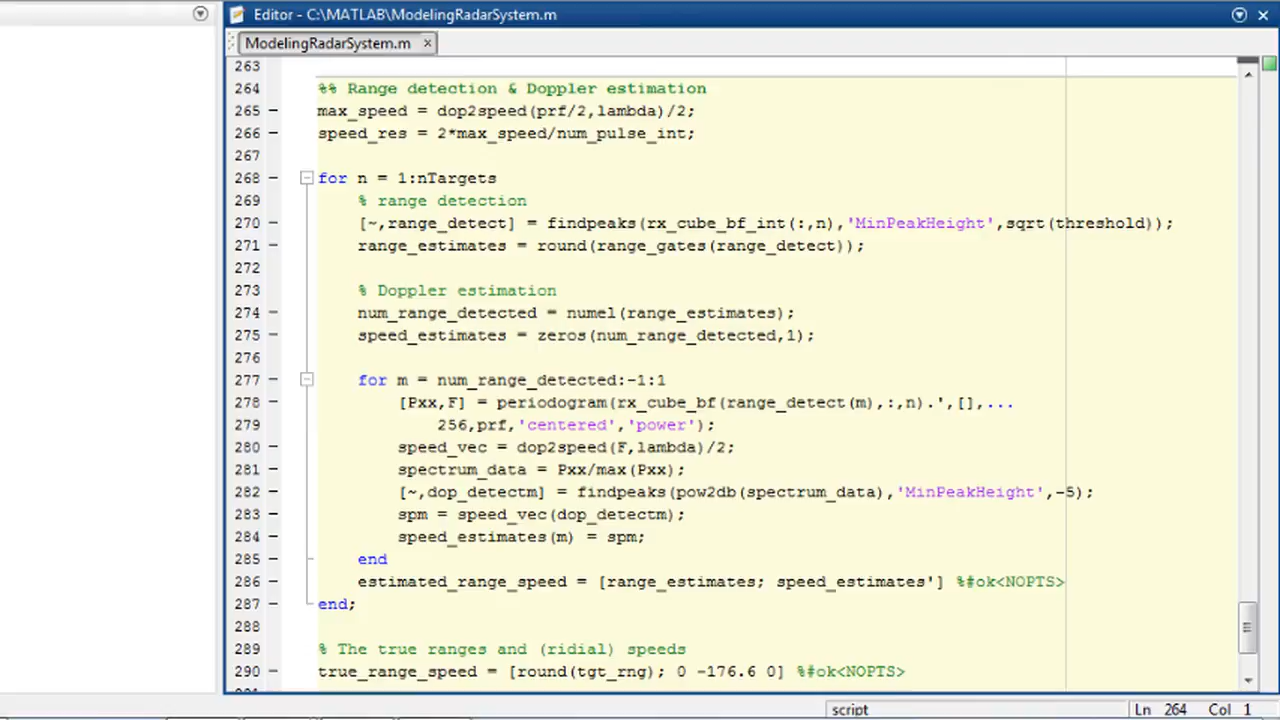 Editor - C:\MATLAB\ModelingRadarSystem.m
ModelingRadarSystem.m ×
263
264 %% Range detection & Doppler estimation
265 – max_speed = dop2speed(prf/2,lambda)/2;
266 – speed_res = 2*max_speed/num_pulse_int;
267
268 – for n = 1:nTargets
269 % range detection
270 – [~,range_detect] = findpeaks(rx_cube_bf_int(:,n),'MinPeakHeight',sqrt(threshold));
271 – range_estimates = round(range_gates(range_detect));
272
273 % Doppler estimation
274 – num_range_detected = numel(range_estimates);
275 – speed_estimates = zeros(num_range_detected,1);
276
277 – for m = num_range_detected:-1:1
278 – [Pxx,F] = periodogram(rx_cube_bf(range_detect(m),:,n).',[],...
279 – 256,prf,'centered','power');
280 – speed_vec = dop2speed(F,lambda)/2;
281 – spectrum_data = Pxx/max(Pxx);
282 – [~,dop_detectm] = findpeaks(pow2db(spectrum_data),'MinPeakHeight',-5);
283 – spm = speed_vec(dop_detectm);
284 – speed_estimates(m) = spm;
285 – end
286 – estimated_range_speed = [range_estimates; speed_estimates'] %#ok<NOPTS>
287 – end;
288
289 % The true ranges and (ridial) speeds
290 – true_range_speed = [round(tgt_rng); 0 -176.6 0] %#ok<NOPTS>
script Ln 264 Col 1